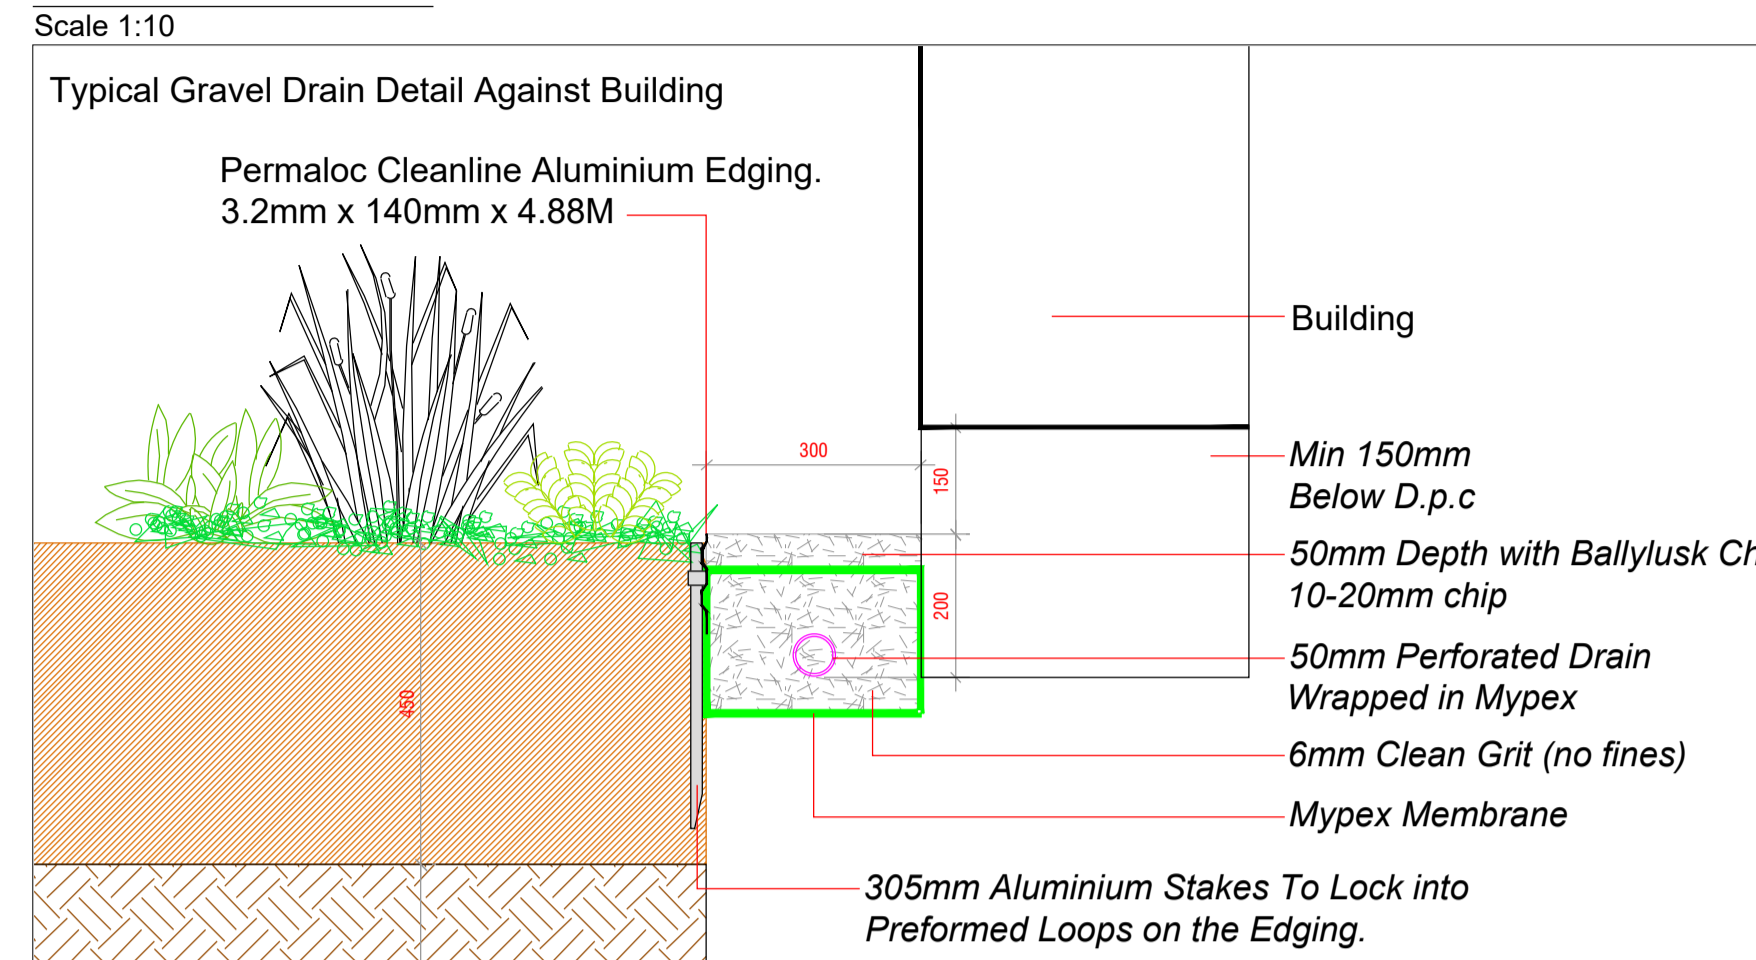 Scale 1:10
Typical Gravel Drain Detail Against Building
Permaloc Cleanline Aluminium Edging.
3.2mm x 140mm x 4.88M
Building
300
150
Min 150mm
Below D.p.c
50mm Depth with Ballylusk
10-20mm chip
200
50mm Perforated Drain
Wrapped in Mypex
450
6mm Clean Grit (no fines)
Mypex Membrane
305mm Aluminium Stakes To Lock into
Preformed Loops on the Edging.